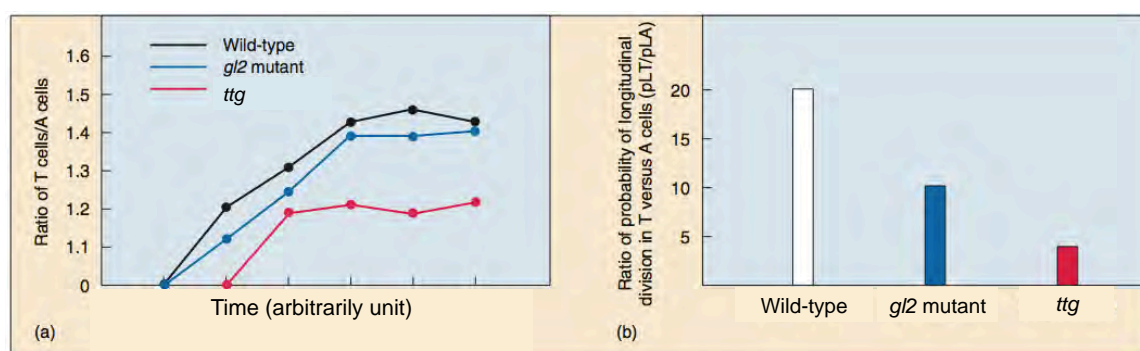 Ratio of T cells/A cells
1.6
1.5
1.4
1.3
1.2
1.1
0
Wild-type
gl2 mutant
ttg
Time (arbitrarily unit)
(a)
Ratio of probability of longitudinal
division in T versus A cells (pLT/pLA)
20
15
10
5
Wild-type
gl2 mutant
ttg
(b)